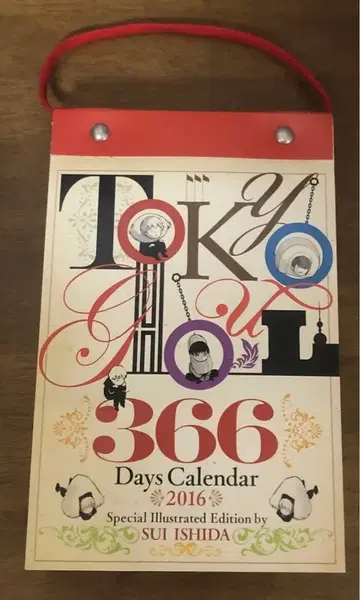 TOKYO
GHOUL
366
Days Calendar
2016
Special Illustrated Edition by
SUI ISHIDA